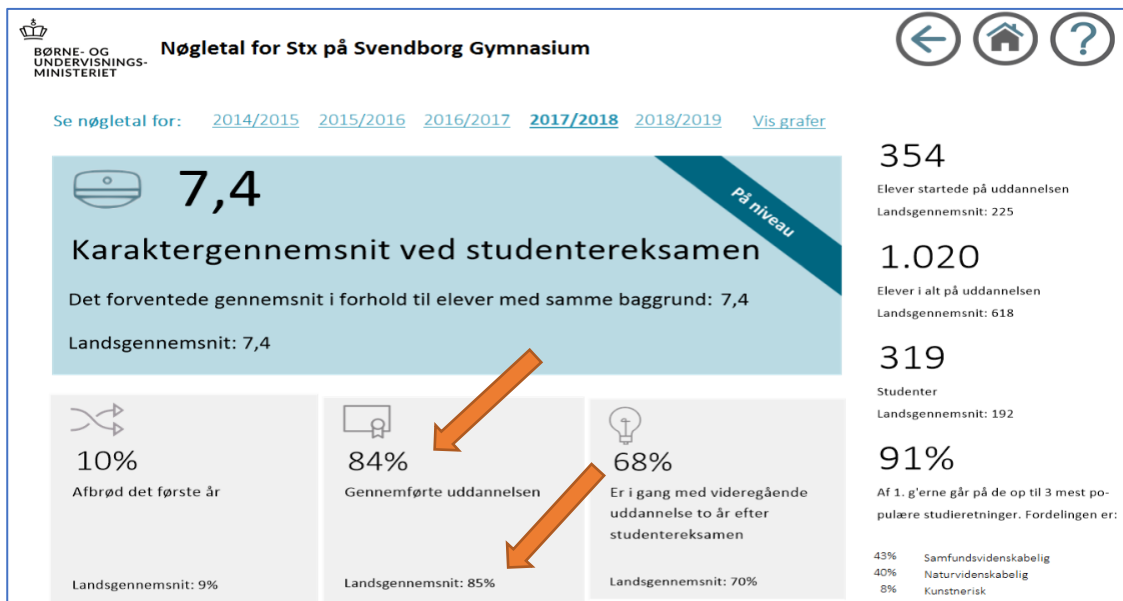 BØRNE- OG
UNDERVISNINGS-
MINISTERIET
Nøgletal for Stx på Svendborg Gymnasium
Se nøgletal for: 2014/2015 2015/2016 2016/2017 2017/2018 2018/2019 Vis grafer
7,4
På niveau
Karaktergennemsnit ved studentereksamen
Det forventede gennemsnit i forhold til elever med samme baggrund: 7,4
Landsgennemsnit: 7,4
10%
Afbrød det første år
Landsgennemsnit: 9%
84%
Gennemførte uddannelsen
Landsgennemsnit: 85%
68%
Er i gang med videregående
uddannelse to år efter
studentereksamen
Landsgennemsnit: 70%
354
Elever startede på uddannelsen
Landsgennemsnit: 225
1.020
Elever i alt på uddannelsen
Landsgennemsnit: 618
319
Studenter
Landsgennemsnit: 192
91%
Af 1. g'erne går på de op til 3 mest po-
pulære studieretninger. Fordelingen er:
43% Samfundsvidenskabelig
40% Naturvidenskabelig
8% Kunstnerisk